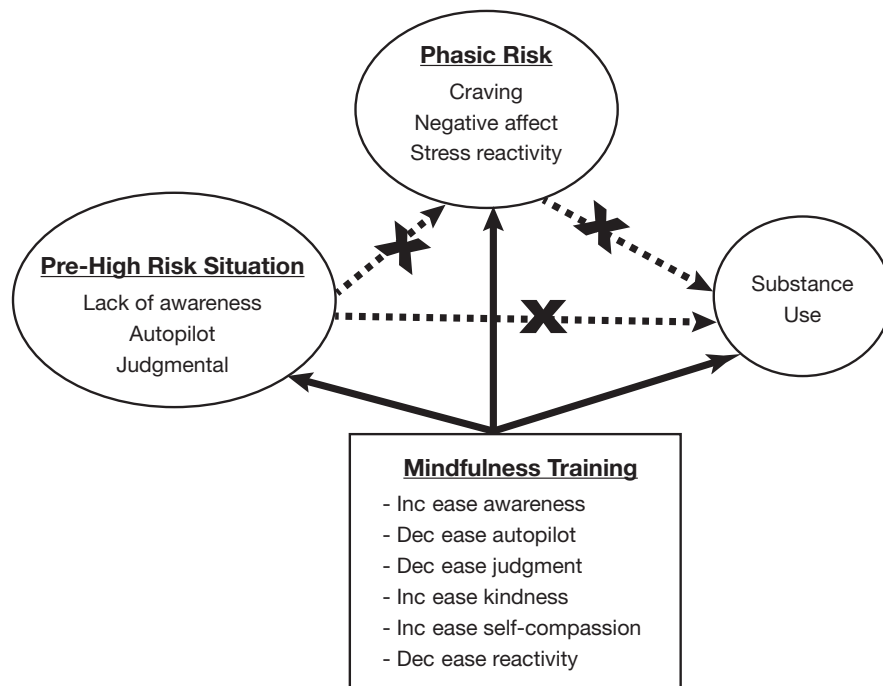 Phasic Risk
Craving
Negative affect
Stress reactivity
Pre-High Risk Situation
Lack of awareness
Autopilot
Judgmental
Substance
Use
Mindfulness Training
- Inc ease awareness
- Dec ease autopilot
- Dec ease judgment
- Inc ease kindness
- Inc ease self-compassion
- Dec ease reactivity